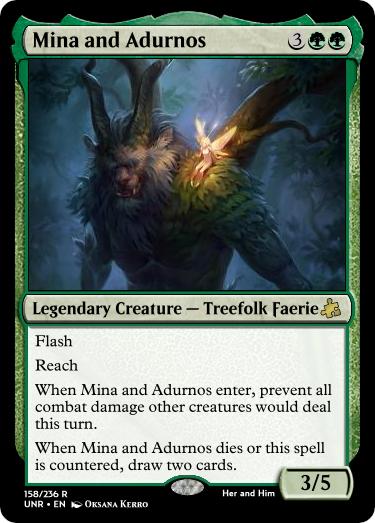 Mina and Adurnos 3
Legendary Creature — Treefolk Faerie
Flash
Reach
When Mina and Adurnos enter, prevent all
combat damage other creatures would deal
this turn.
When Mina and Adurnos dies or this spell
is countered, draw two cards.
3/5
158/236 R
Her and Him
UNR • EN Oksana Kerro